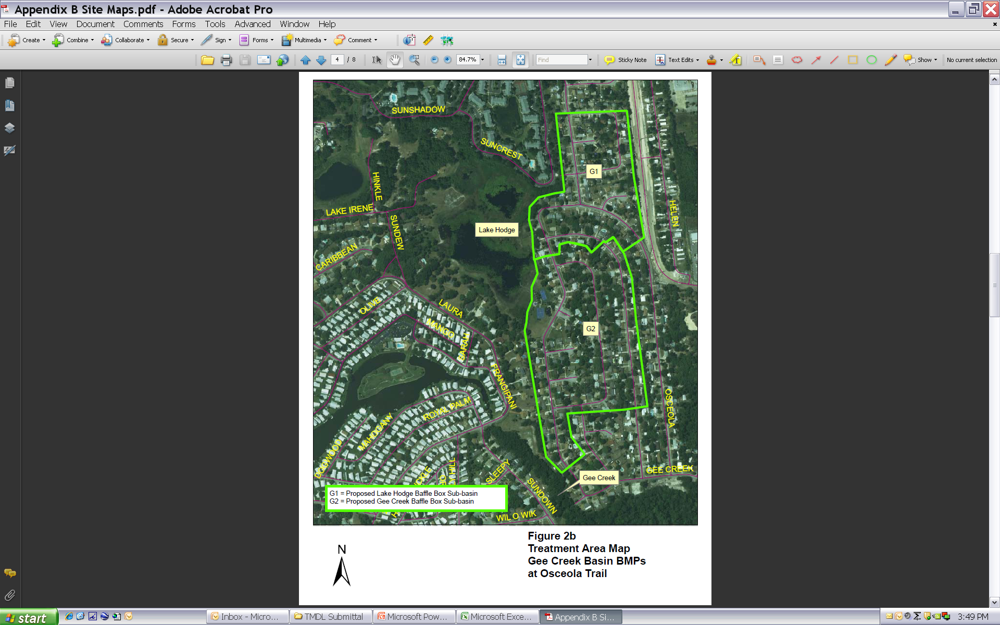 Appendix B Site Maps.pdf - Adobe Acrobat Pro
File Edit View Document Comments Forms Tools Advanced Window Help
Create Combine Collaborate Secure Sign Forms Multimedia Comment
4 / 8 84.7% Find Sticky Note Text Edits Show No current selection
SUNSHADOW
SUNCREST
G1
HINKLE
LAKE IRENE
HELEN
SUNDEW
Lake Hodge
CARIBBEAN
OLIVE
LAURA
MANGO
SARAH
G2
FRANGIPANI
ROYAL PALM
OSCEOLA
MAHOGANY
DOGWOOD
SLEEPY
GEE CREEK
Gee Creek
SUNDOWN
WIL O WIK
G1 = Proposed Lake Hodge Baffle Box Sub-basin
G2 = Proposed Gee Creek Baffle Box Sub-basin
Figure 2b
Treatment Area Map
Gee Creek Basin BMPs
at Osceola Trail
N
start Inbox - Micro... TMDL Submittal Microsoft Pow... Microsoft Exce... Appendix B Si... 3:49 PM